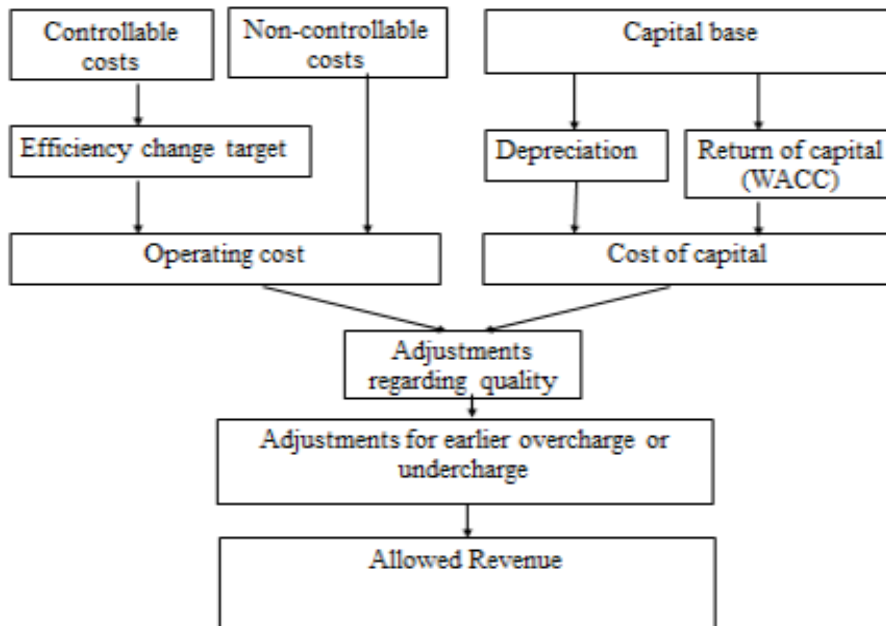 Controllable
costs
Non-controllable
costs
Capital base
Efficiency change target
Depreciation
Return of capital
(WACC)
Operating cost
Cost of capital
Adjustments
regarding quality
Adjustments for earlier overcharge or
undercharge
Allowed Revenue